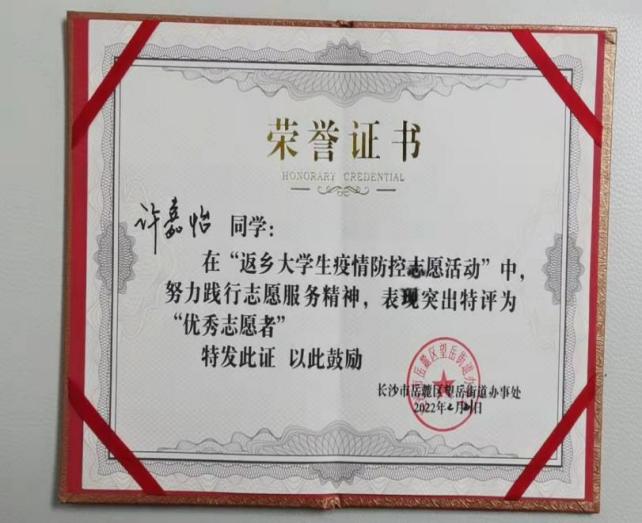 荣誉证书
HONORARY CREDENTIAL
许嘉怡 同学：
在“返乡大学生疫情防控志愿活动”中，
努力践行志愿服务精神，表现突出特评为
“优秀志愿者”
特发此证 以此鼓励
长沙市岳麓区望岳街道办事处
2022年2月 日